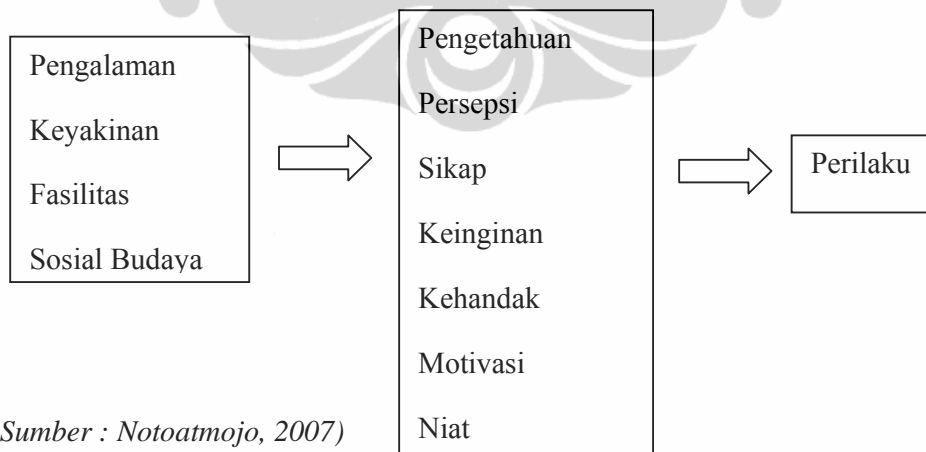 Pengalaman
Keyakinan
Fasilitas
Sosial Budaya
Pengetahuan
Persepsi
Sikap
Keinginan
Kehandak
Motivasi
Niat
Perilaku
Sumber : Notoatmojo, 2007)